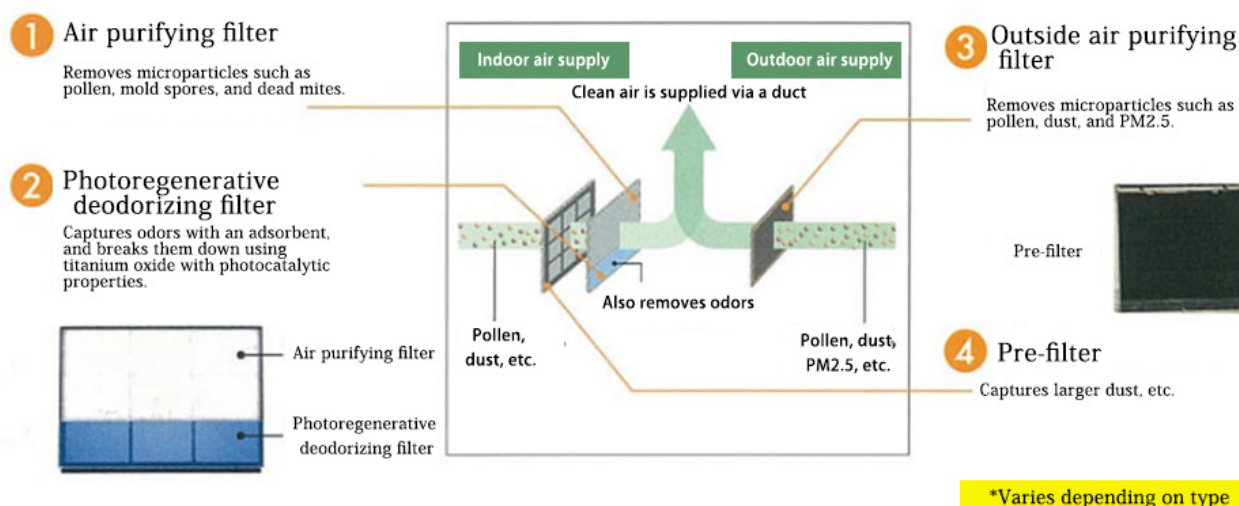 1 Air purifying filter
Removes microparticles such as
pollen, mold spores, and dead mites.
2 Photoregenerative
deodorizing filter
Captures odors with an adsorbent,
and breaks them down using
titanium oxide with photocatalytic
properties.
Air purifying filter
Photoregenerative
deodorizing filter
Indoor air supply
Outdoor air supply
Clean air is supplied via a duct
Also removes odors
Pollen,
dust, etc.
Pollen, dust,
PM2.5, etc.
3 Outside air purifying
filter
Removes microparticles such as
pollen, dust, and PM2.5.
Pre-filter
4 Pre-filter
Captures larger dust, etc.
*Varies depending on type